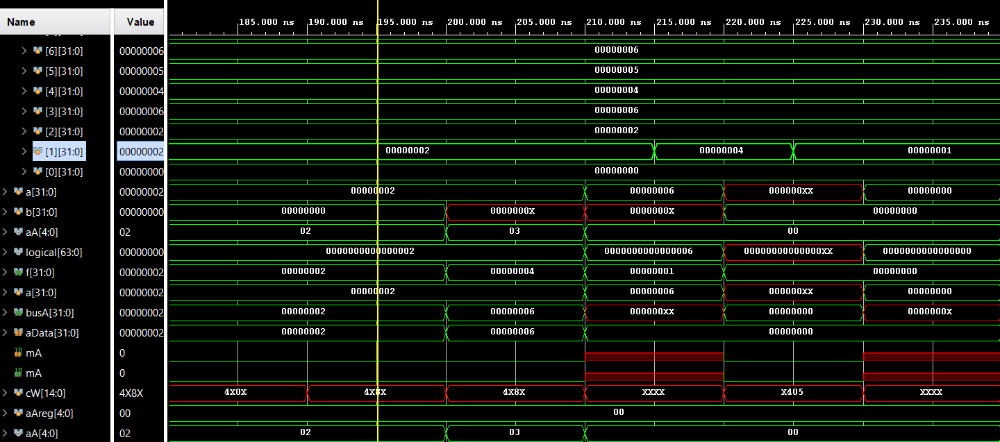 Name Value 185.000 ns 190.000 ns 195.000 ns 200.000 ns 205.000 ns 210.000 ns 215.000 ns 220.000 ns 225.000 ns 230.000 ns 235.000 ns
[6][31:0] 00000006 00000006
[5][31:0] 00000005 00000005
[4][31:0] 00000004 00000004
[3][31:0] 00000006 00000006
[2][31:0] 00000002 00000002
[1][31:0] 00000002 00000002 00000004 00000001
[0][31:0] 00000000 00000000
a[31:0] 00000002 00000002 00000006 000000XX 00000000
b[31:0] 00000000 00000000 0000000X 0000000X 00000000
aA[4:0] 02 02 03 00
logical[63:0] 00000000 0000000000000002 0000000000000006 00000000000000XX 0000000000000000
f[31:0] 00000002 00000002 00000004 00000001 00000000
a[31:0] 00000002 00000002 00000006 000000XX 00000000
busA[31:0] 00000002 00000002 00000006 000000XX 00000000 0000000X
aData[31:0] 00000002 00000002 00000006 00000000
mA 0
mA 0
cW[14:0] 4X8X 4X0X 4X8X 4X8X XXXX X405 XXXX
aAreg[4:0] 00 00
aA[4:0] 02 02 03 00